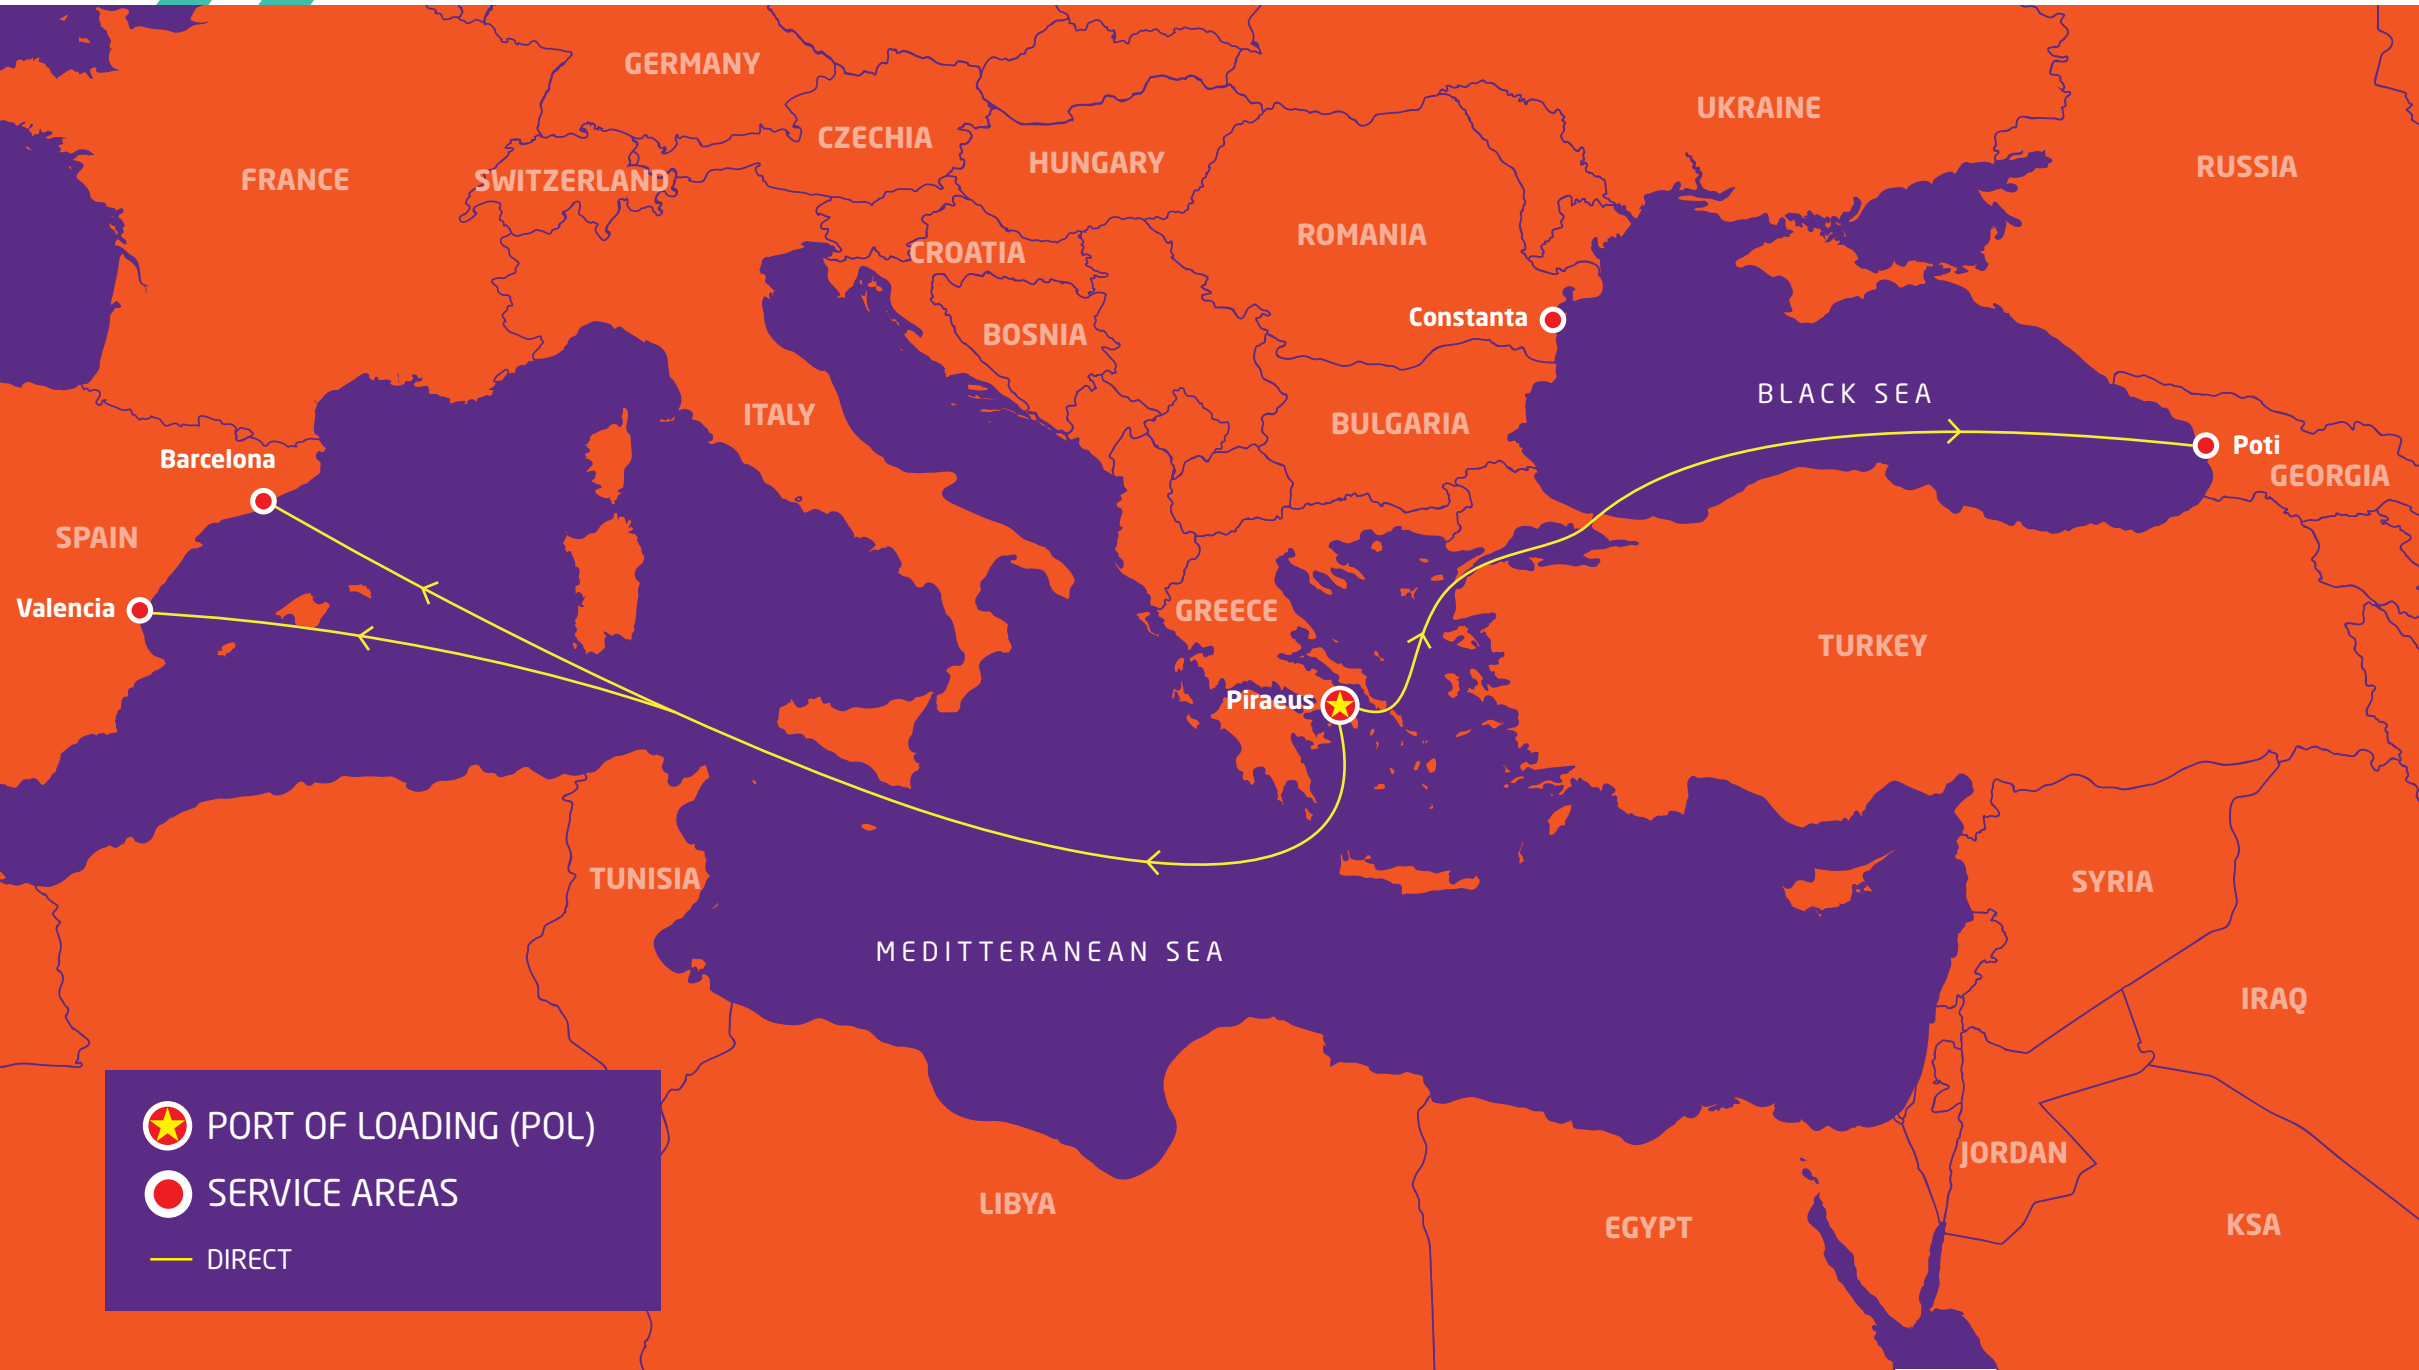 GERMANY
UKRAINE
CZECHIA
HUNGARY
RUSSIA
FRANCE
SWITZERLAND
ROMANIA
CROATIA
Constanta
BOSNIA
BLACK SEA
ITALY
BULGARIA
Barcelona
Poti
GEORGIA
SPAIN
Valencia
GREECE
TURKEY
Piraeus
TUNISIA
SYRIA
MEDITTERANEAN SEA
IRAQ
PORT OF LOADING (POL)
SERVICE AREAS
DIRECT
JORDAN
LIBYA
EGYPT
KSA